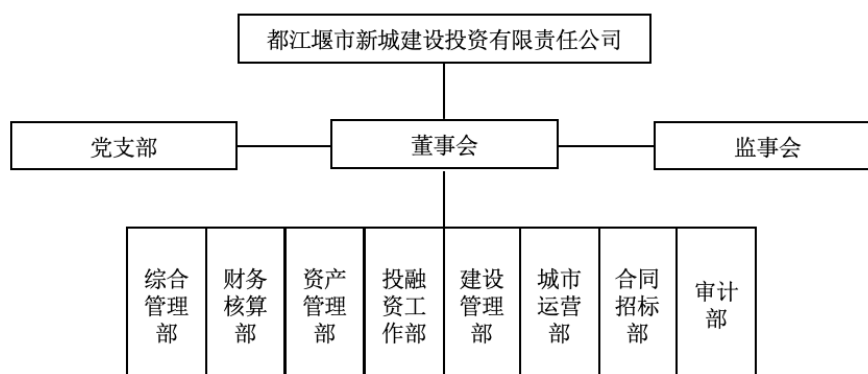 都江堰市新城建设投资有限责任公司
党支部
董事会
监事会
综合
管理
部
财务
核算
部
资产
管理
部
投融
资工
作部
建设
管理
部
城市
运营
部
合同
招标
部
审计
部